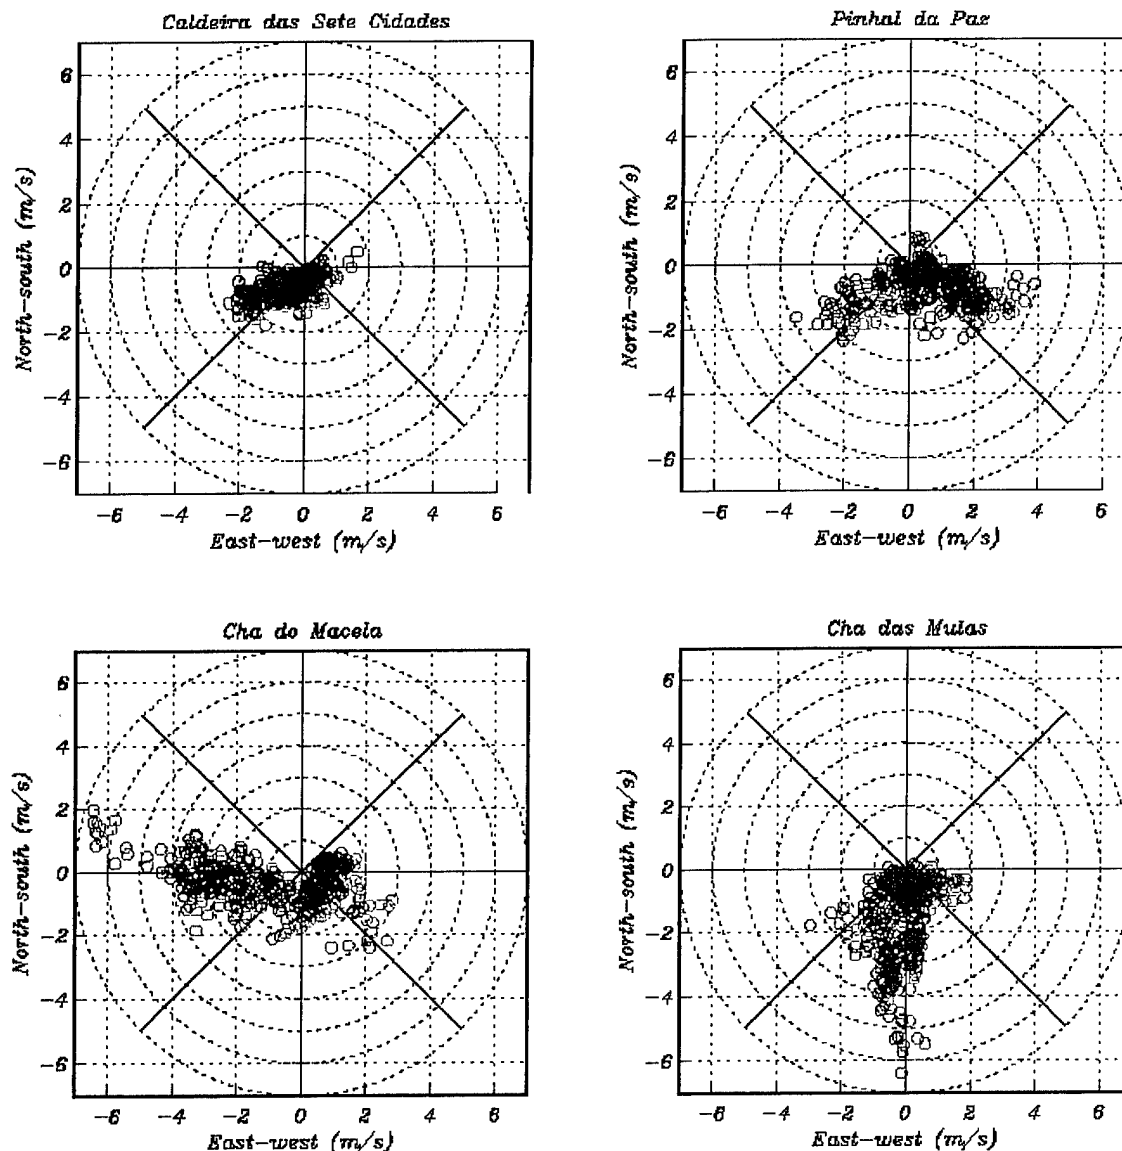 Caldeira das Sete Cidades
6
4
2
0
−2
−4
−6
North−south (m/s)
−6 −4 −2 0 2 4 6
East−west (m/s)
Pinhal da Paz
6
4
2
0
−2
−4
−6
North−south (m/s)
−6 −4 −2 0 2 4 6
East−west (m/s)
Cha do Macela
6
4
2
0
−2
−4
−6
North−south (m/s)
−6 −4 −2 0 2 4 6
East−west (m/s)
Cha das Mulas
6
4
2
0
−2
−4
−6
North−south (m/s)
−6 −4 −2 0 2 4 6
East−west (m/s)